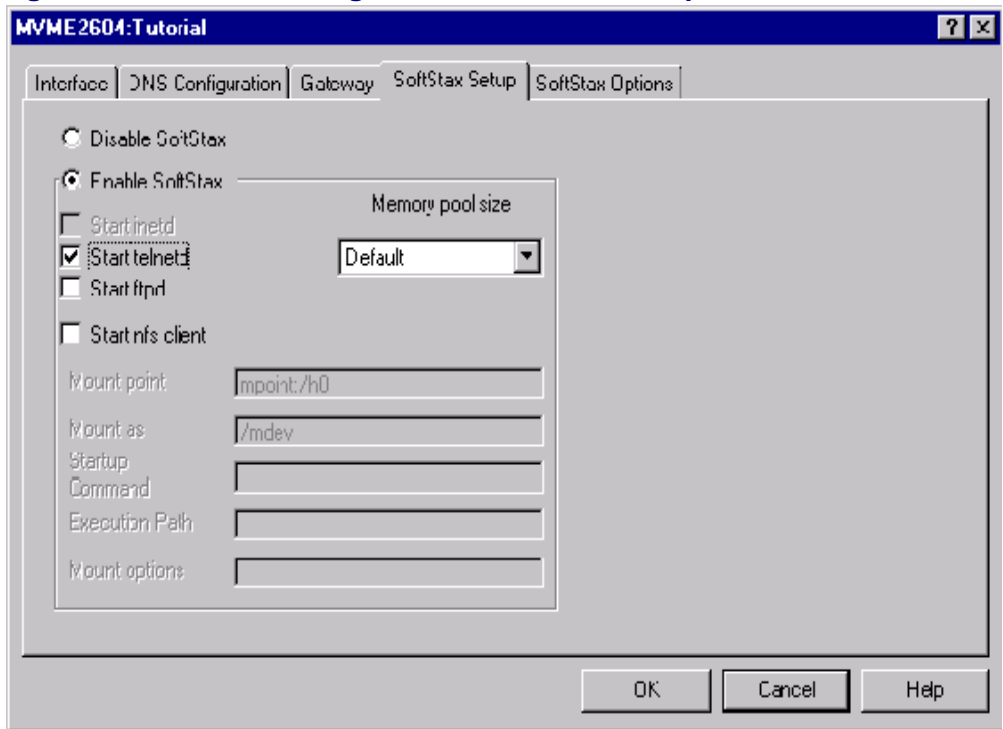 MVME2604:Tutorial
Interface DNS Configuration Gateway SoftStax Setup SoftStax Options
Disable SoftStax
Enable SoftStax
Memory pool size
Start inetd
Start telnetd
Default
Start ftpd
Start nfs client
Mount point mpoint:/h0
Mount as /mdev
Startup
Command
Execution Path
Mount options
OK Cancel Help